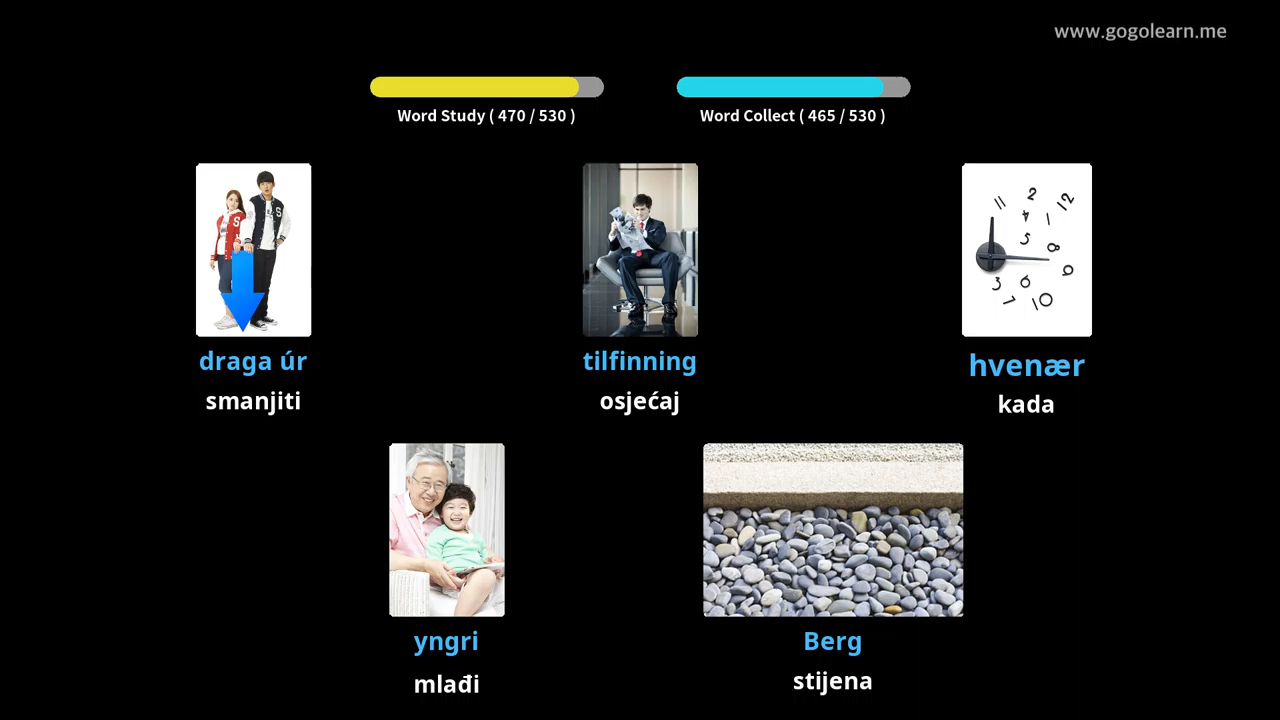 www.gogolearn.me
Word Study ( 470 / 530 )
Word Collect ( 465 / 530 )
draga úr
smanjiti
tilfinning
osjećaj
hvenær
kada
yngri
mlađi
Berg
stijena